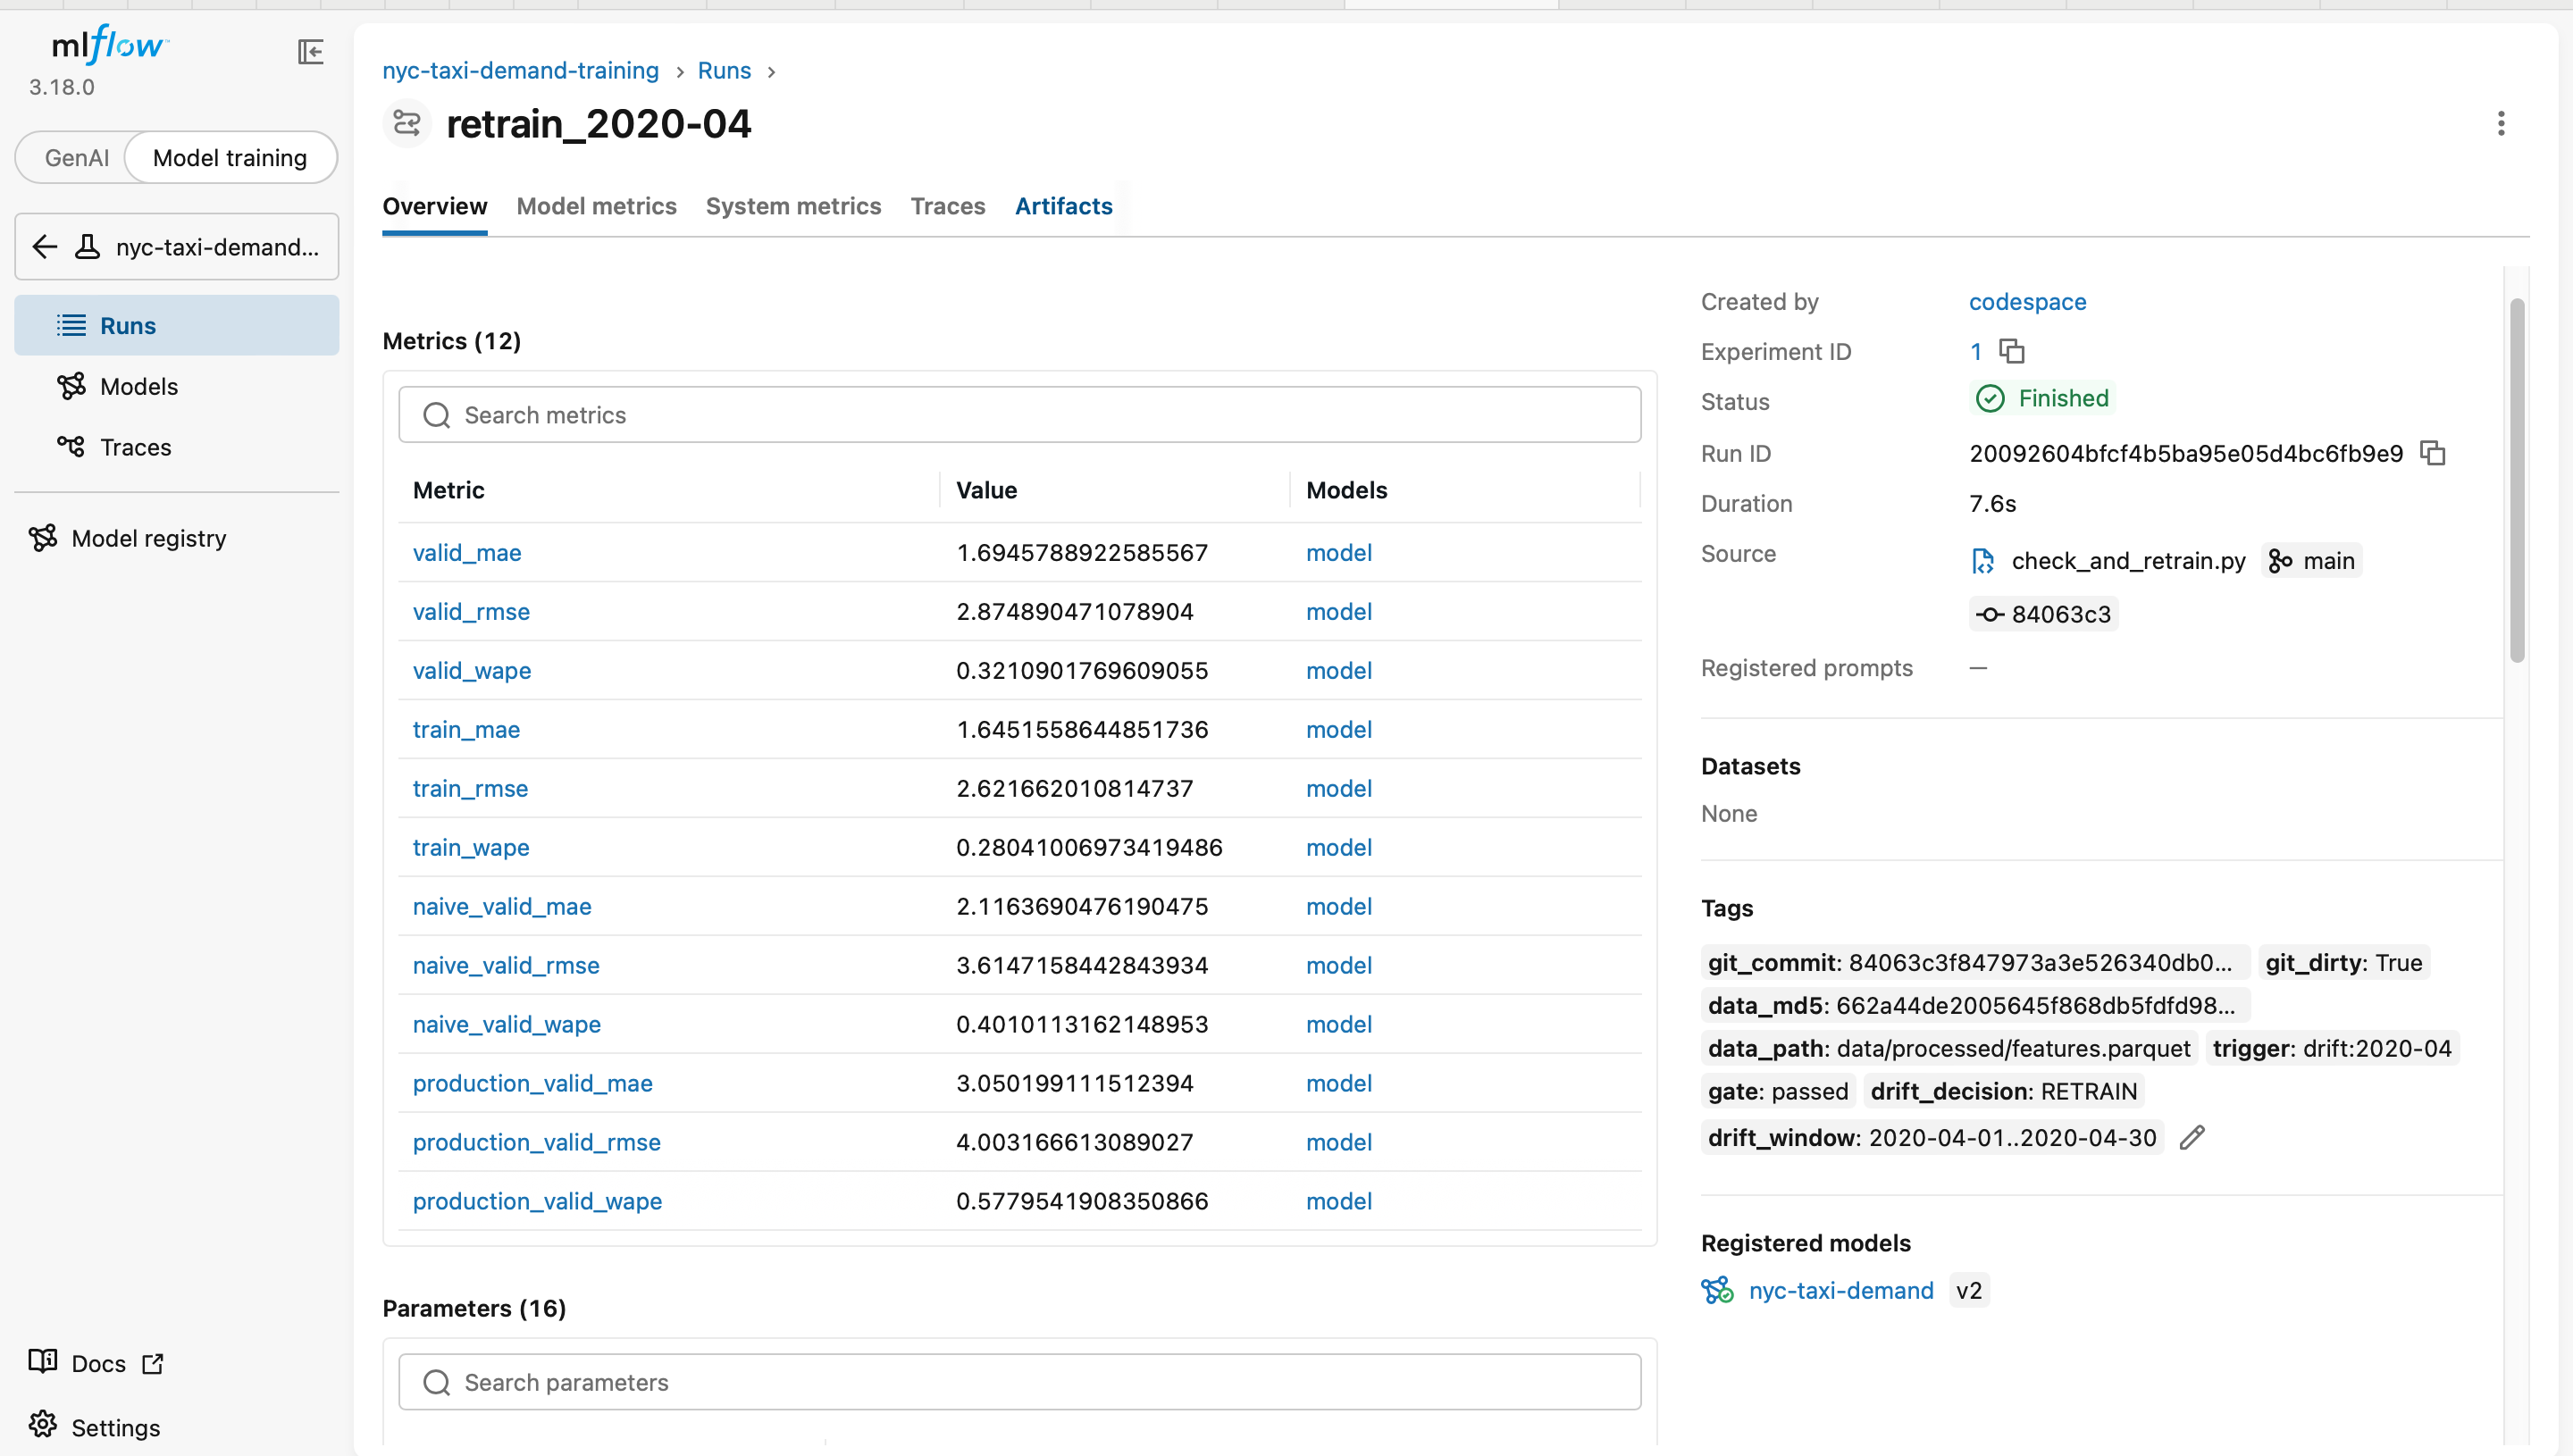 mlflow
3.18.0
GenAI Model training
nyc-taxi-demand...
Runs
Models
Traces
Model registry
Docs
Settings
nyc-taxi-demand-training > Runs >
retrain_2020-04
Overview Model metrics System metrics Traces Artifacts
Metrics (12)
Search metrics
Metric Value Models
valid_mae 1.6945788922585567 model
valid_rmse 2.874890471078904 model
valid_wape 0.3210901769609055 model
train_mae 1.6451558644851736 model
train_rmse 2.621662010814737 model
train_wape 0.28041006973419486 model
naive_valid_mae 2.1163690476190475 model
naive_valid_rmse 3.6147158442843934 model
naive_valid_wape 0.4010113162148953 model
production_valid_mae 3.050199111512394 model
production_valid_rmse 4.003166613089027 model
production_valid_wape 0.5779541908350866 model
Parameters (16)
Search parameters
Created by codespace
Experiment ID 1
Status Finished
Run ID 20092604bfcf4b5ba95e05d4bc6fb9e9
Duration 7.6s
Source check_and_retrain.py main
84063c3
Registered prompts —
Datasets
None
Tags
git_commit: 84063c3f847973a3e526340db0... git_dirty: True
data_md5: 662a44de2005645f868db5fdfd98...
data_path: data/processed/features.parquet trigger: drift:2020-04
gate: passed drift_decision: RETRAIN
drift_window: 2020-04-01..2020-04-30
Registered models
nyc-taxi-demand v2